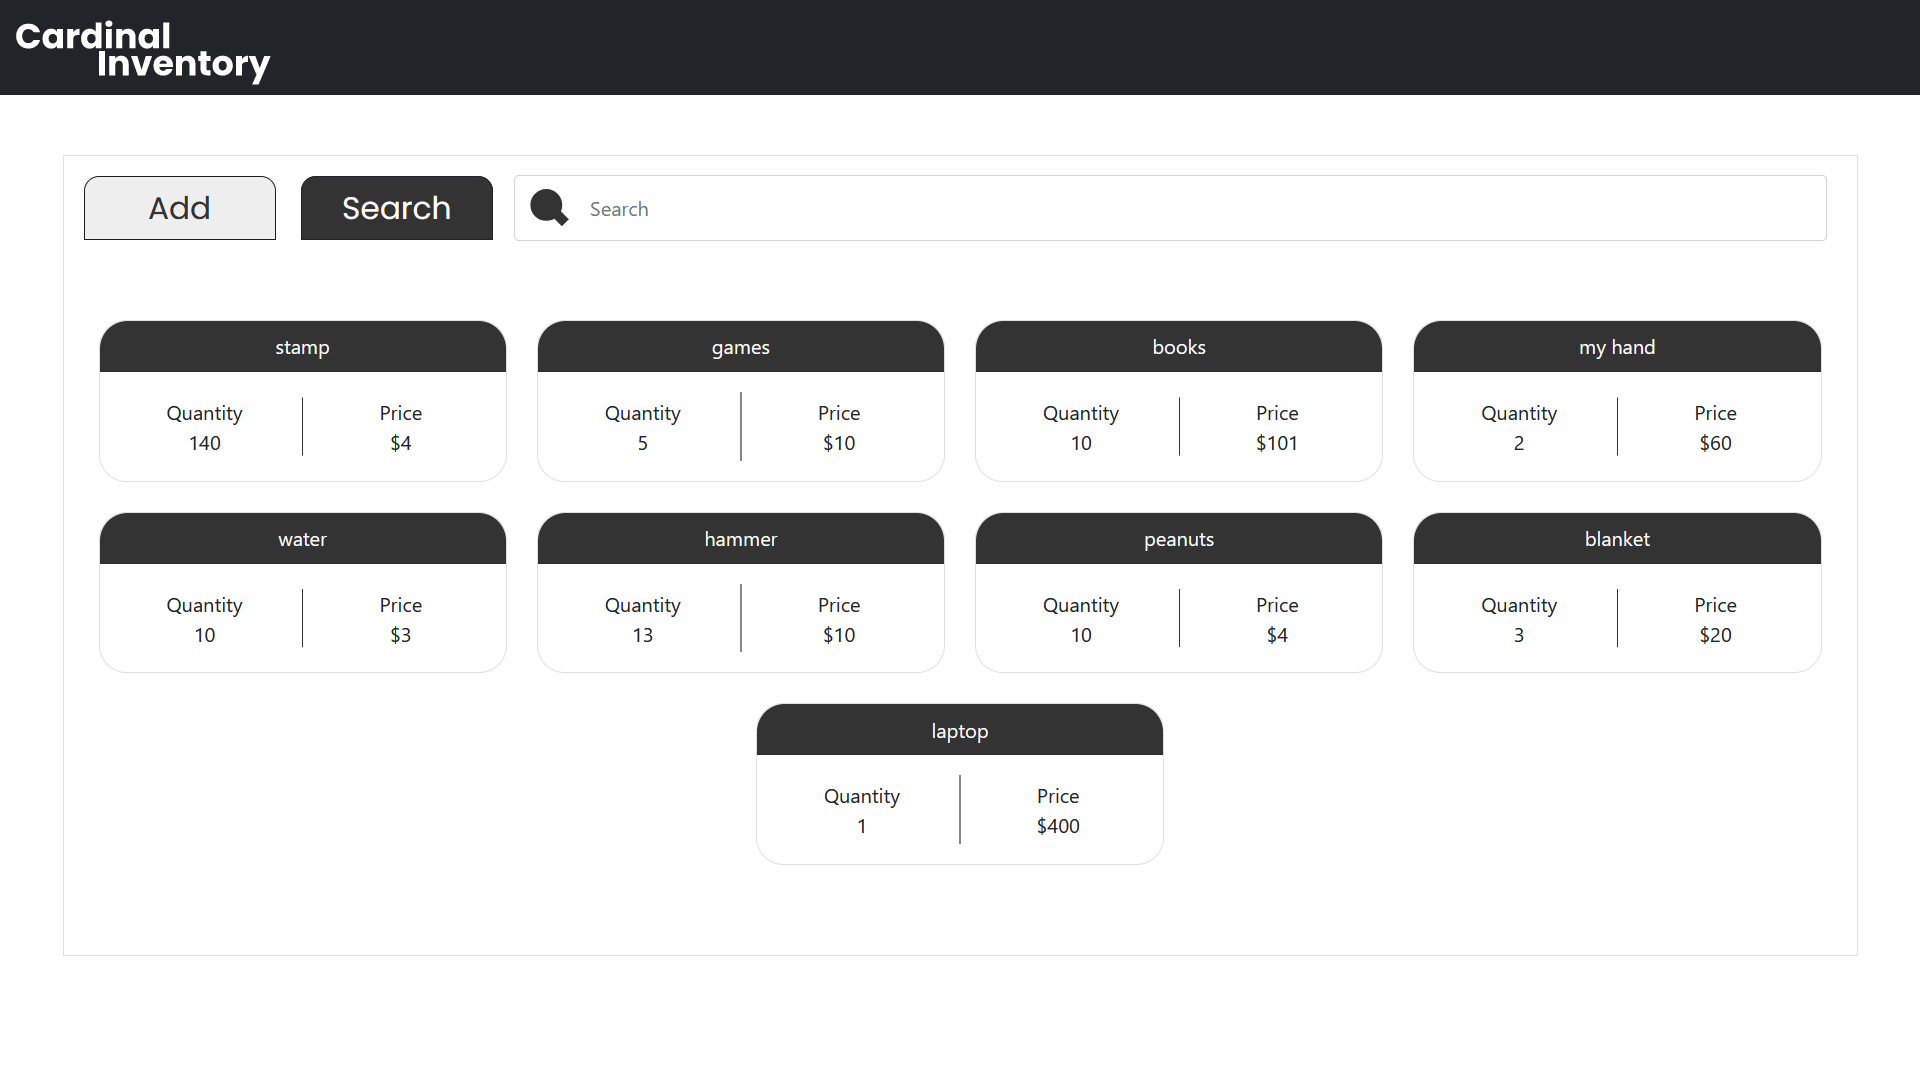 Cardinal
Inventory
Add
Search
Search
stamp
Quantity
140
Price
$4
games
Quantity
5
Price
$10
books
Quantity
10
Price
$101
my hand
Quantity
2
Price
$60
water
Quantity
10
Price
$3
hammer
Quantity
13
Price
$10
peanuts
Quantity
10
Price
$4
blanket
Quantity
3
Price
$20
laptop
Quantity
1
Price
$400